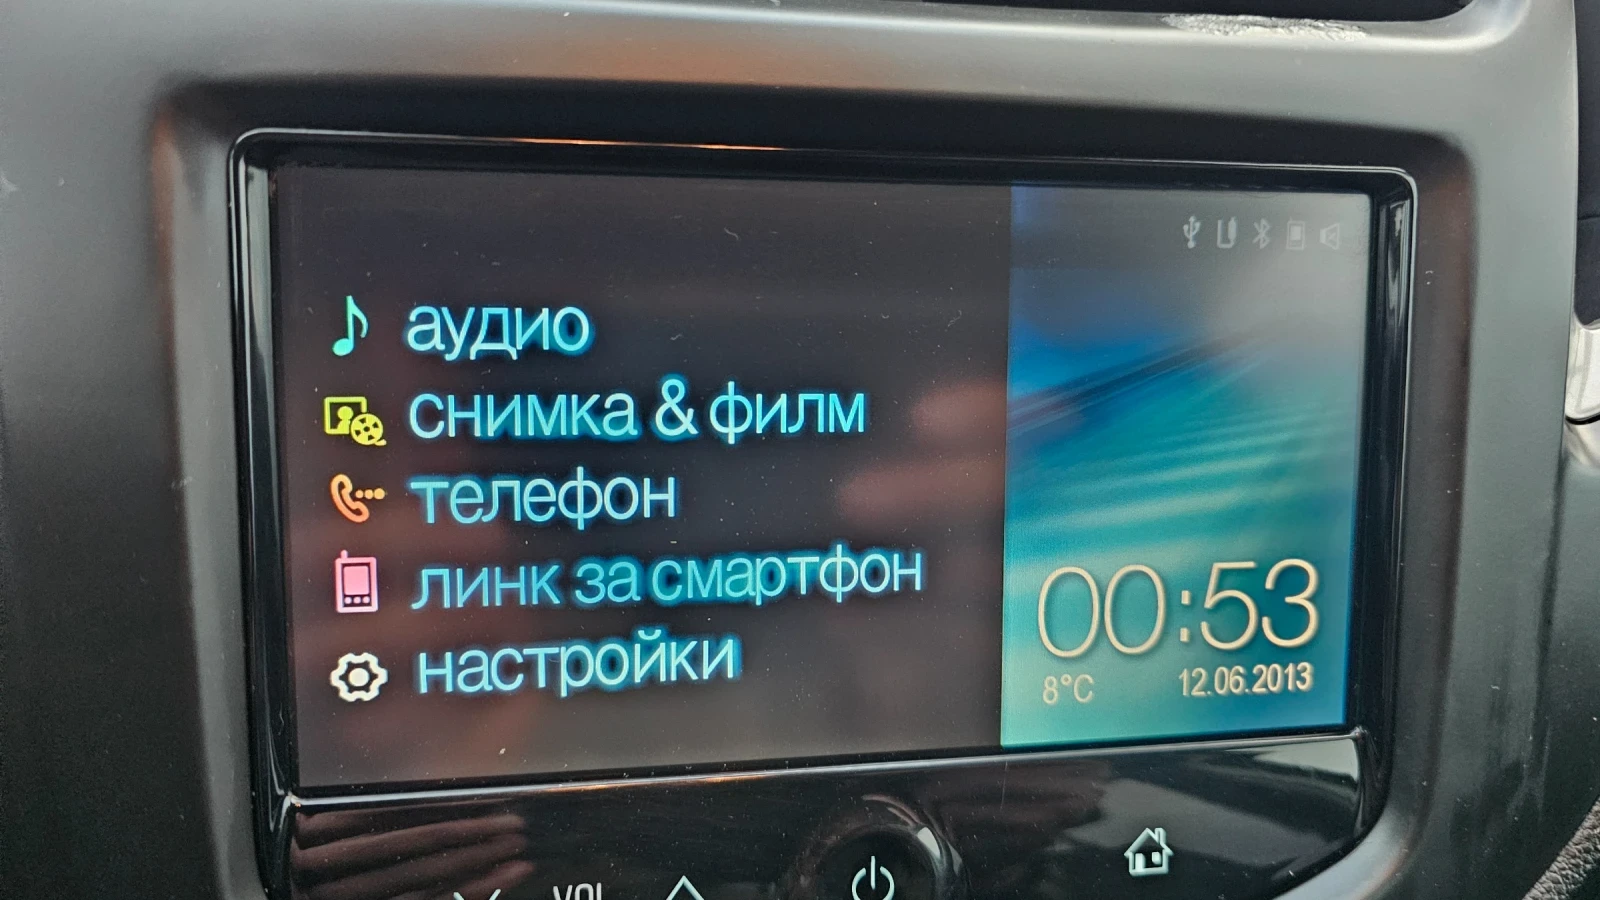 аудио
снимка & филм
телефон
линк за смартфон
настройки
00:53
8°C 12.06.2013
VOL